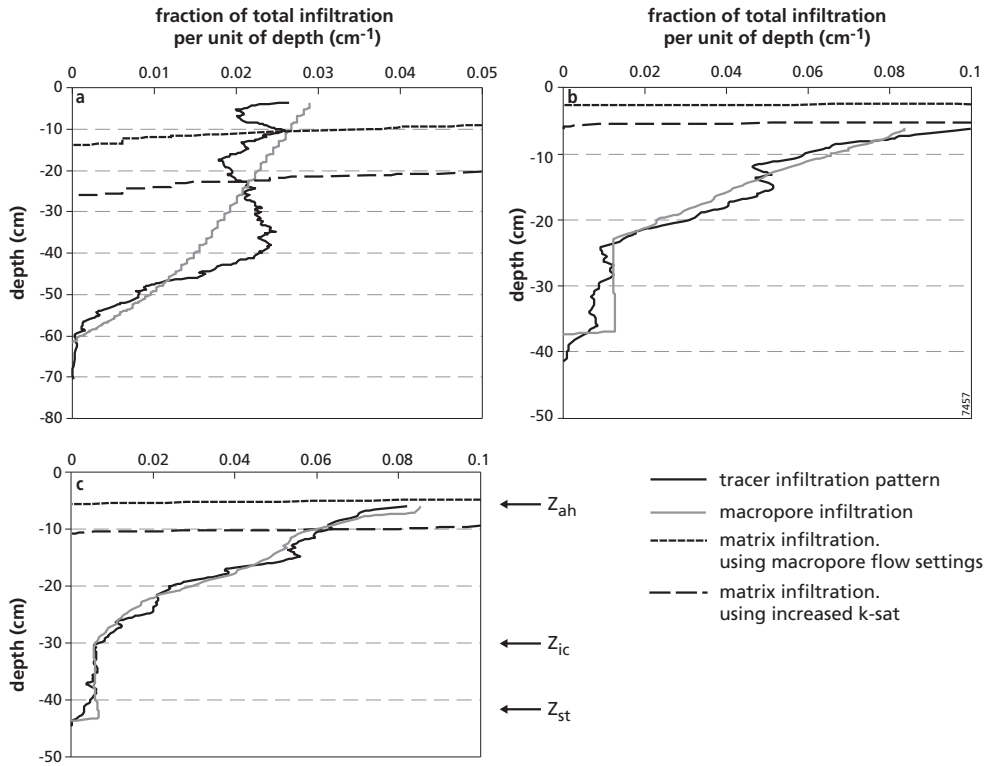 fraction of total infiltration
per unit of depth (cm-1)
0 0.01 0.02 0.03 0.04 0.05
a
0
-10
-20
-30
-40
-50
-60
-70
-80
depth (cm)
fraction of total infiltration
per unit of depth (cm-1)
0 0.02 0.04 0.06 0.08 0.1
b
0
-10
-20
-30
-40
-50
depth (cm)
7457
0 0.02 0.04 0.06 0.08 0.1
c
0
-10
-20
-30
-40
-50
depth (cm)
Zah
Zic
Zst
tracer infiltration pattern
macropore infiltration
matrix infiltration.
using macropore flow settings
matrix infiltration.
using increased k-sat